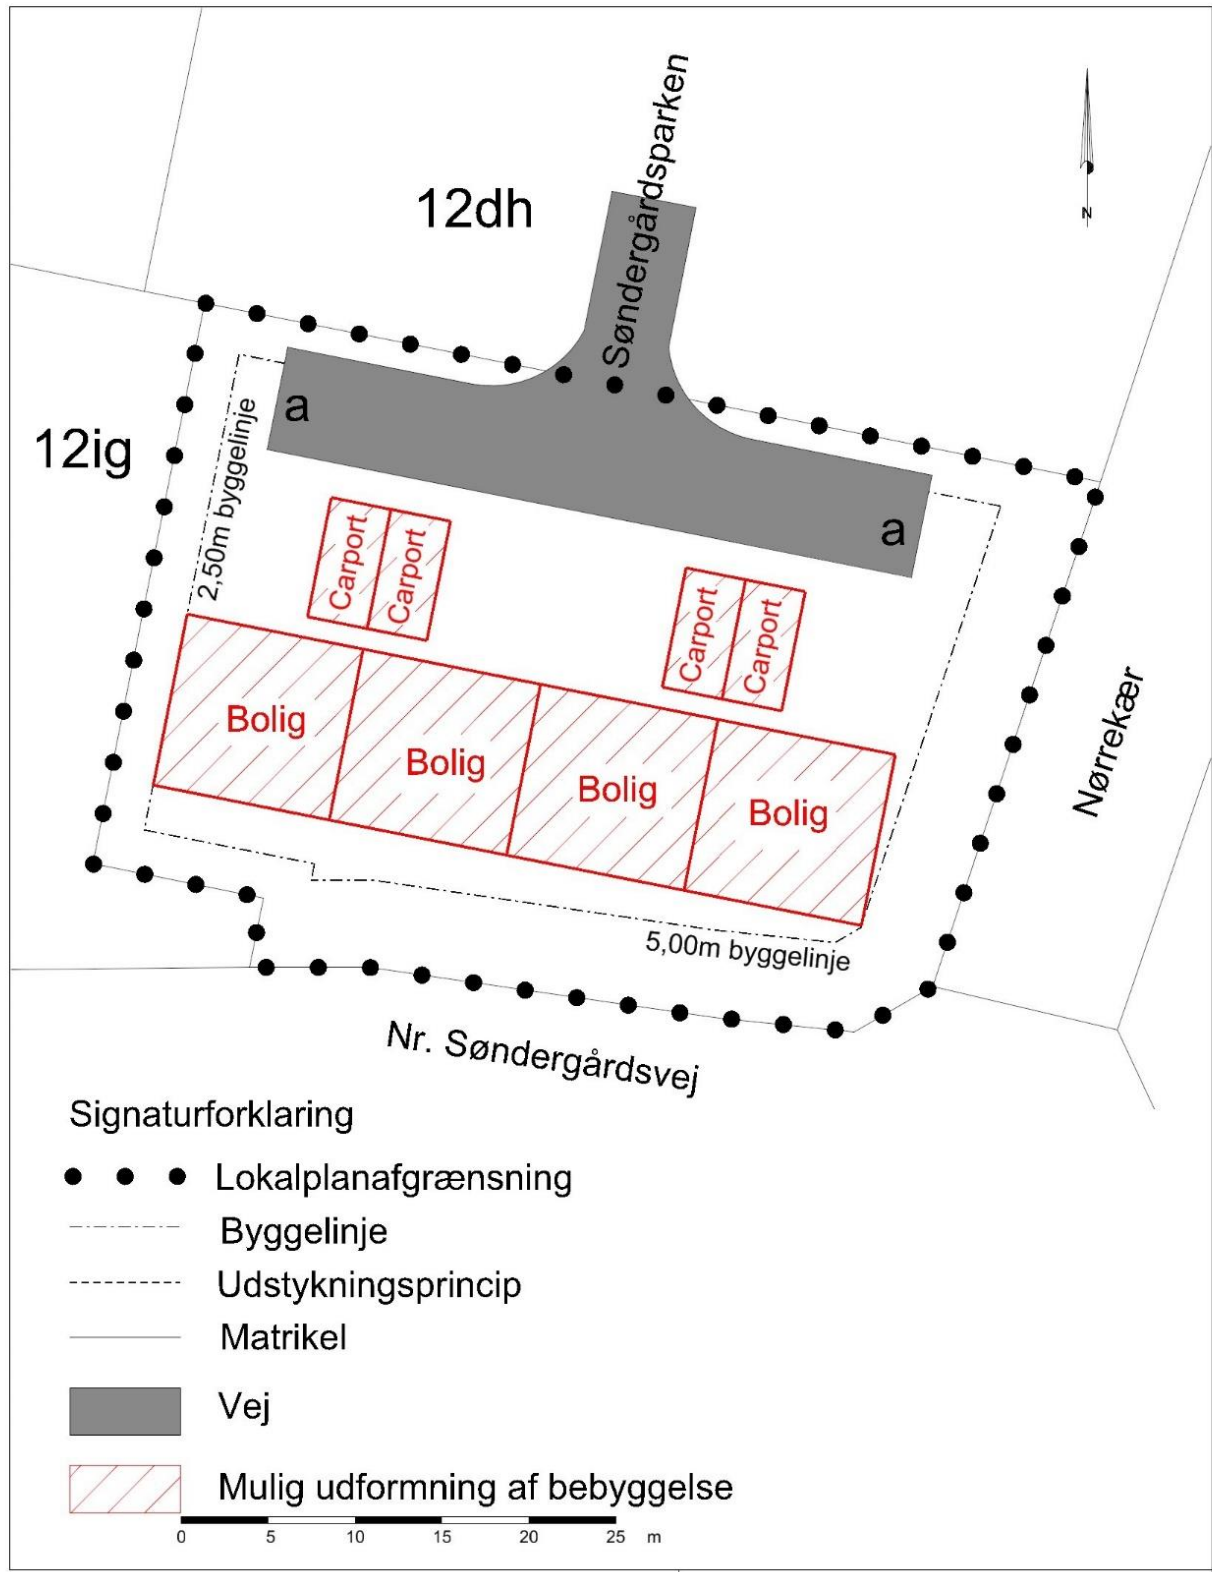 Søndergårdsparken
12dh
N
a
12ig
2,50m byggelinje
a
Carport
Carport
Carport
Carport
Bolig
Bolig
Bolig
Bolig
Nørrekær
5,00m byggelinje
Nr. Søndergårdsvej
Signaturforklaring
Lokalplanafgrænsning
Byggelinje
Udstykningsprincip
Matrikel
Vej
Mulig udformning af bebyggelse
0 5 10 15 20 25 m